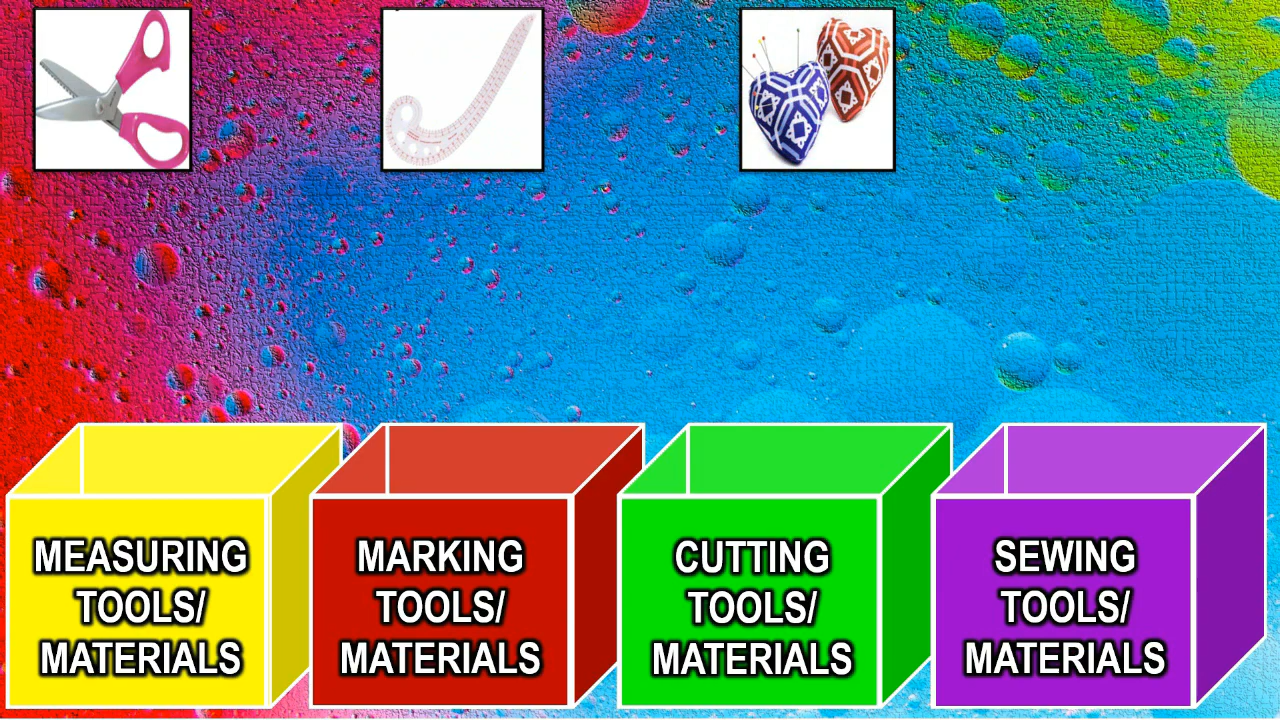 MEASURING
TOOLS/
MATERIALS
MARKING
TOOLS/
MATERIALS
CUTTING
TOOLS/
MATERIALS
SEWING
TOOLS/
MATERIALS